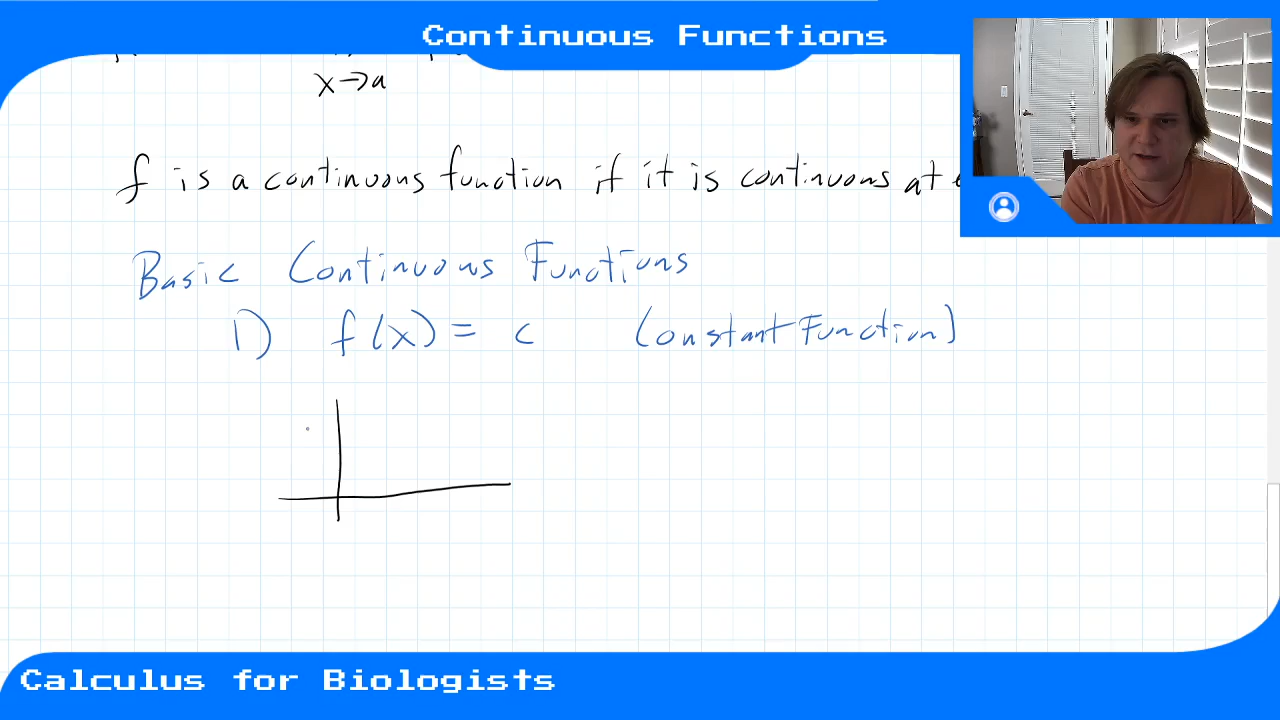 Continuous Functions
x→a
f is a continuous function if it is continuous at
Basic Continuous Functions
1) f(x) = c (Constant Function)
Calculus for Biologists